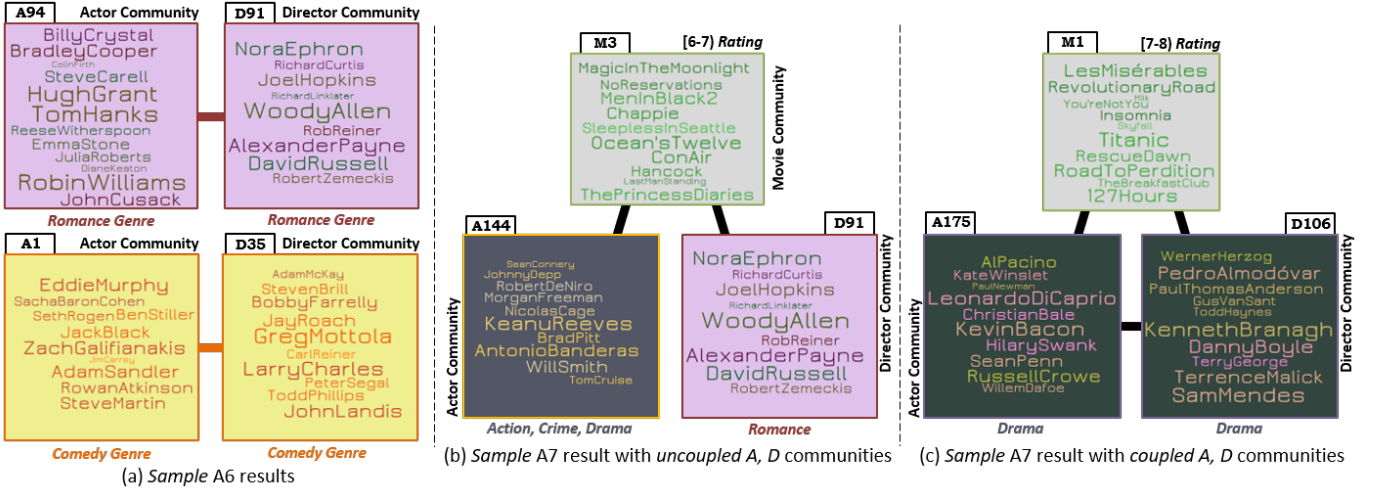 A94 Actor Community
BillyCrystal
BradleyCooper
ColinFirth
SteveCarell
HughGrant
TomHanks
ReeseWitherspoon
EmmaStone
JuliaRoberts
DianeKeaton
RobinWilliams
JohnCusack
Romance Genre
D91 Director Community
NoraEphron
RichardCurtis
JoelHopkins
RichardLinklater
WoodyAllen
RobReiner
AlexanderPayne
DavidRussell
RobertZemeckis
Romance Genre
A1 Actor Community
EddieMurphy
SachaBaronCohen
SethRogen BenStiller
JackBlack
ZachGalifianakis
JimCarrey
AdamSandler
RowanAtkinson
SteveMartin
Comedy Genre
D35 Director Community
AdamMcKay
StevenBrill
BobbyFarrelly
JayRoach
GregMottola
CarlReiner
LarryCharles
PeterSegal
ToddPhillips
JohnLandis
Comedy Genre
(a) Sample A6 results
M3 [6-7) Rating
MagicInTheMoonlight
NoReservations
MenInBlack2
Chappie
SleeplessInSeattle
Ocean'sTwelve
ConAir
Hancock
LastManStanding
ThePrincessDiaries
Movie Community
A144
SeanConnery
JohnnyDepp
RobertDeNiro
MorganFreeman
NicolasCage
KeanuReeves
BradPitt
AntonioBanderas
WillSmith
TomCruise
Actor Community
Action, Crime, Drama
D91
NoraEphron
RichardCurtis
JoelHopkins
RichardLinklater
WoodyAllen
RobReiner
AlexanderPayne
DavidRussell
RobertZemeckis
Director Community
Romance
(b) Sample A7 result with uncoupled A, D communities
M1 [7-8) Rating
LesMisérables
RevolutionaryRoad
Milk
You'reNotYou
Insomnia
Skyfall
Titanic
RescueDawn
RoadToPerdition
TheBreakfastClub
127Hours
A175
AlPacino
KateWinslet
PaulNewman
LeonardoDiCaprio
ChristianBale
KevinBacon
HilarySwank
SeanPenn
RussellCrowe
WillemDafoe
Actor Community
Drama
D106
WernerHerzog
PedroAlmodóvar
PaulThomasAnderson
GusVanSant
ToddHaynes
KennethBranagh
DannyBoyle
TerryGeorge
TerrenceMalick
SamMendes
Director Community
Drama
(c) Sample A7 result with coupled A, D communities